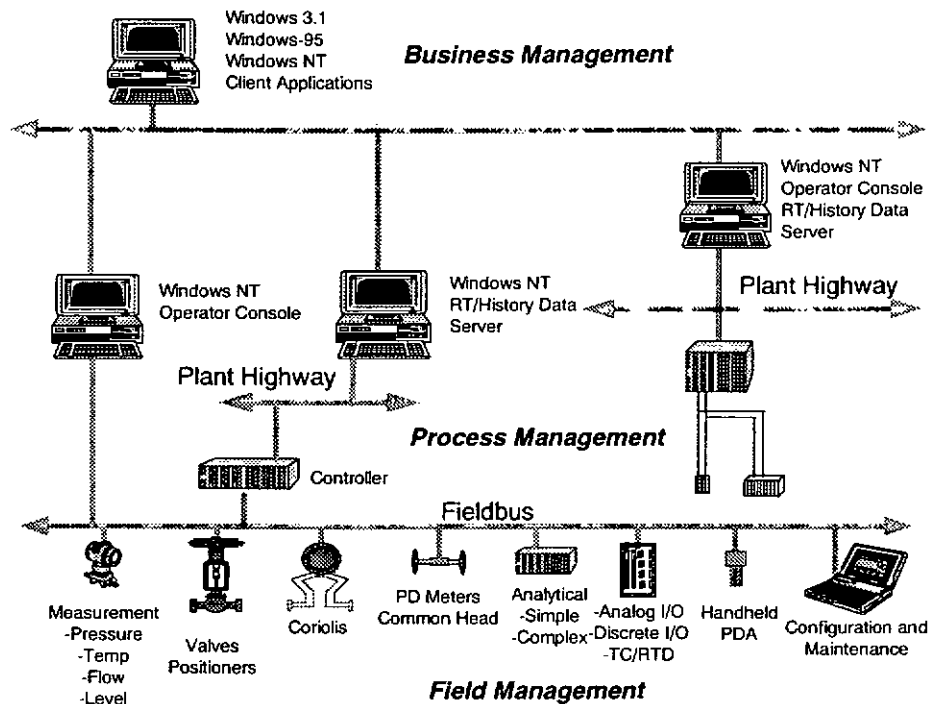 Windows 3.1
Windows-95
Windows NT
Client Applications
Business Management
Windows NT
Operator Console
RT/History Data
Server
Windows NT
Operator Console
Windows NT
RT/History Data
Server
Plant Highway
Plant Highway
Process Management
Controller
Fieldbus
Measurement
-Pressure
-Temp
-Flow
-Level
Valves
Positioners
Coriolis
PD Meters
Common Head
Analytical
-Simple
-Complex
-Analog I/O
-Discrete I/O
-TC/RTD
Handheld
PDA
Configuration and
Maintenance
Field Management